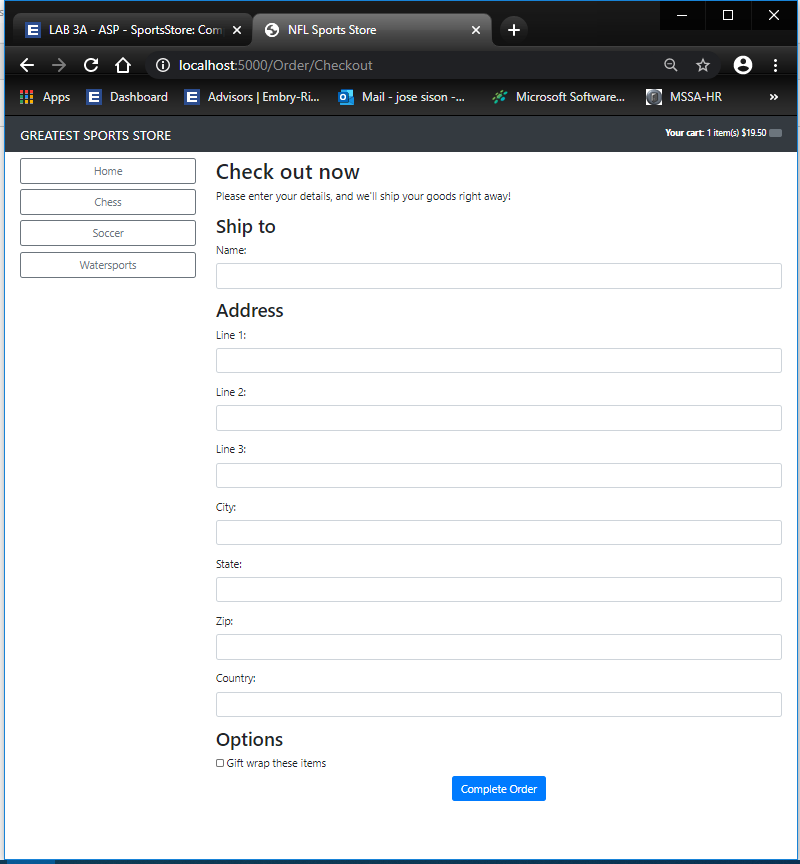 LAB 3A - ASP - SportsStore: Com
NFL Sports Store
localhost:5000/Order/Checkout
Apps
Dashboard
Advisors | Embry-Ri...
Mail - jose sison -...
Microsoft Software...
MSSA-HR
»
GREATEST SPORTS STORE
Your cart: 1 item(s) $19.50
Home
Chess
Soccer
Watersports
Check out now
Please enter your details, and we'll ship your goods right away!
Ship to
Name:
Address
Line 1:
Line 2:
Line 3:
City:
State:
Zip:
Country:
Options
Gift wrap these items
Complete Order